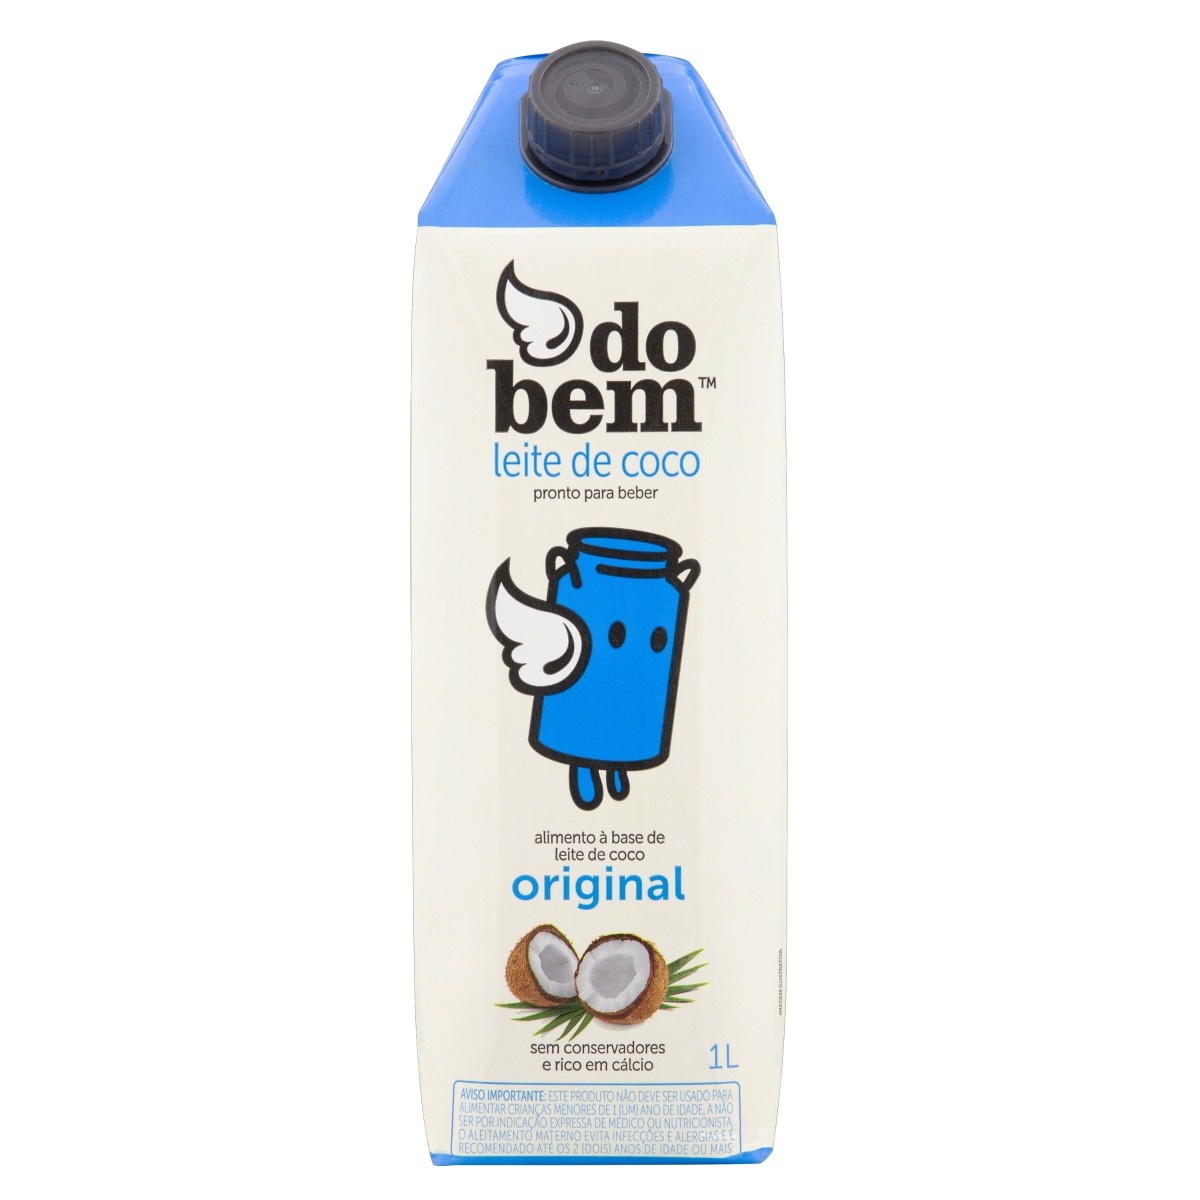 do
bem™
leite de coco
pronto para beber
alimento à base de
leite de coco
original
sem conservadores
e rico em cálcio
1L
IMAGEM ILUSTRATIVA
AVISO IMPORTANTE: ESTE PRODUTO NÃO DEVE SER USADO PARA
ALIMENTAR CRIANÇAS MENORES DE 1 (UM) ANO DE IDADE, A NÃO
SER POR INDICAÇÃO EXPRESSA DE MÉDICO OU NUTRICIONISTA.
O ALEITAMENTO MATERNO EVITA INFECÇÕES E ALERGIAS E É
RECOMENDADO ATÉ OS 2 (DOIS) ANOS DE IDADE OU MAIS